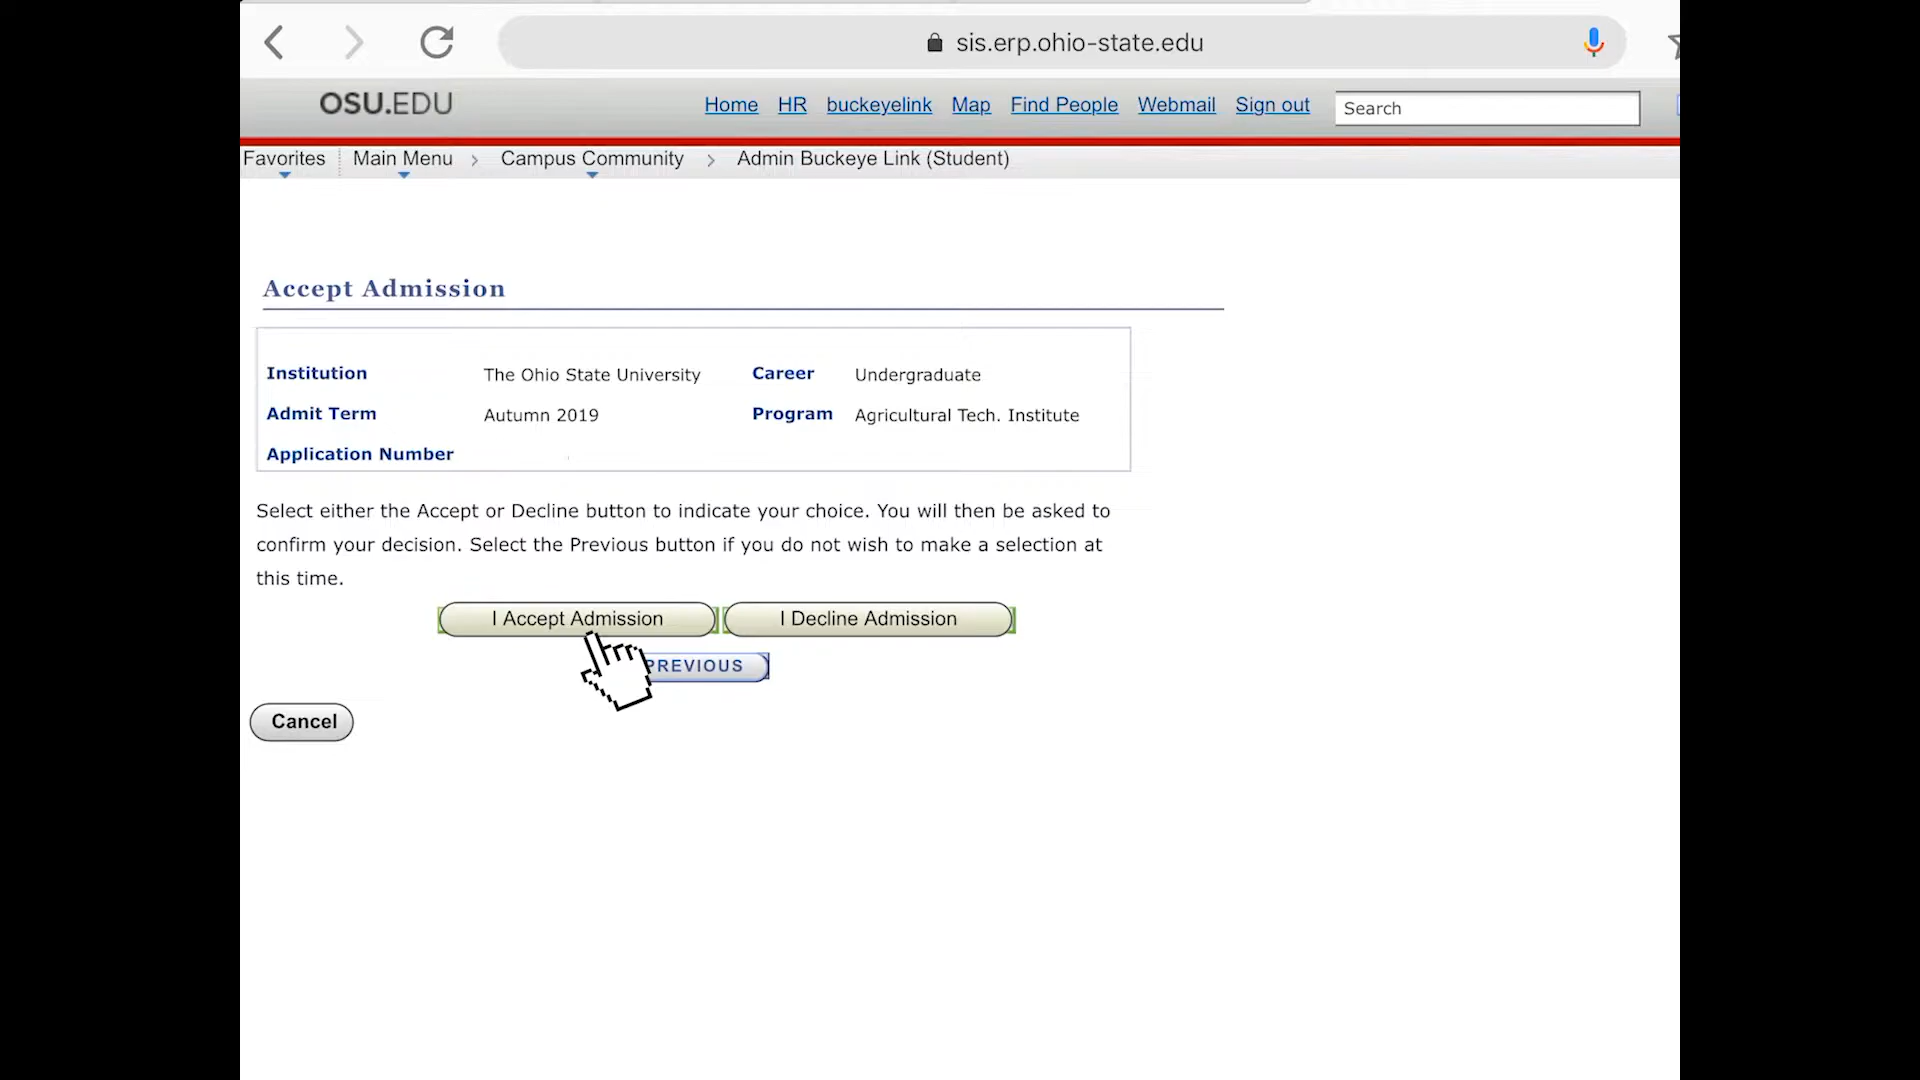 sis.erp.ohio-state.edu
OSU.EDU Home HR buckeyelink Map Find People Webmail Sign out Search
Favorites Main Menu > Campus Community > Admin Buckeye Link (Student)
Accept Admission
Institution The Ohio State University Career Undergraduate
Admit Term Autumn 2019 Program Agricultural Tech. Institute
Application Number
Select either the Accept or Decline button to indicate your choice. You will then be asked to
confirm your decision. Select the Previous button if you do not wish to make a selection at
this time.
I Accept Admission I Decline Admission
PREVIOUS
Cancel